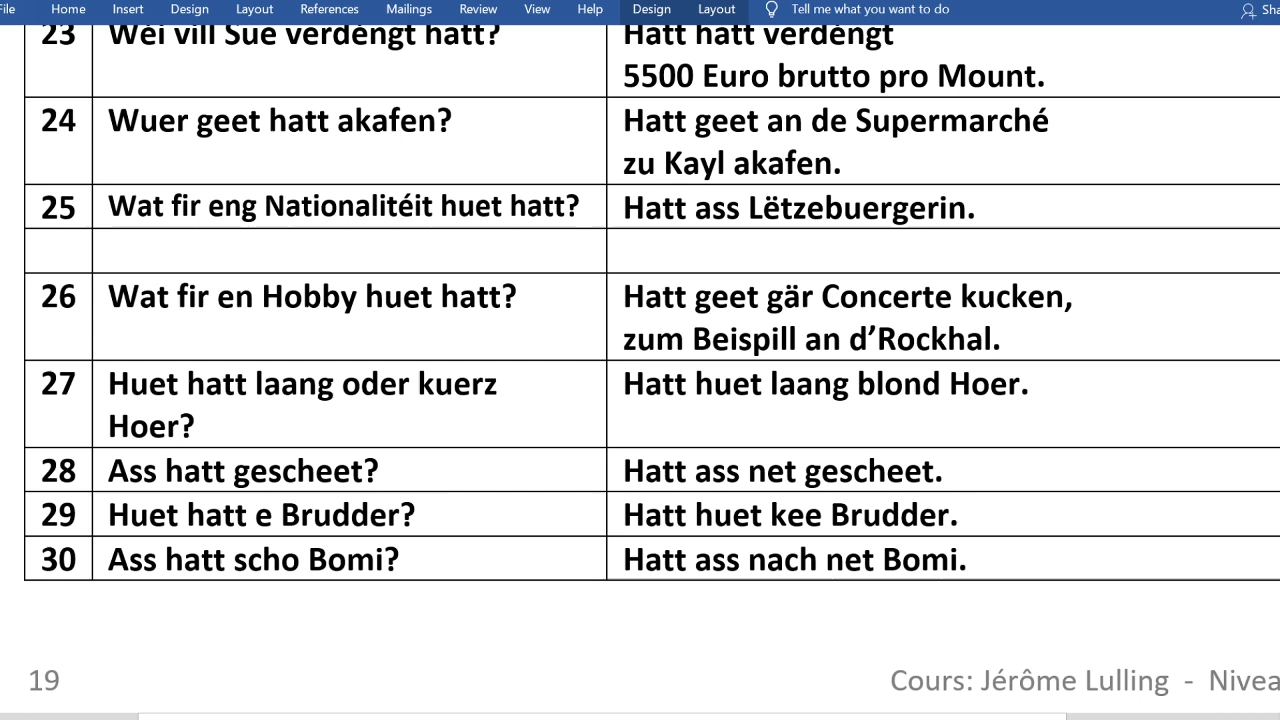 File Home Insert Design Layout References Mailings Review View Help Design Layout Tell me what you want to do
23 Wéi vill Sue verdéngt hatt? Hatt hatt verdéngt
5500 Euro brutto pro Mount.
24 Wuer geet hatt akafen? Hatt geet an de Supermarché
zu Kayl akafen.
25 Wat fir eng Nationalitéit huet hatt? Hatt ass Lëtzebuergerin.
26 Wat fir en Hobby huet hatt? Hatt geet gär Concerte kucken,
zum Beispill an d’Rockhal.
27 Huet hatt laang oder kuerz Hatt huet laang blond Hoer.
Hoer?
28 Ass hatt gescheet? Hatt ass net gescheet.
29 Huet hatt e Brudder? Hatt huet kee Brudder.
30 Ass hatt scho Bomi? Hatt ass nach net Bomi.
19 Cours: Jérôme Lulling - Nivea